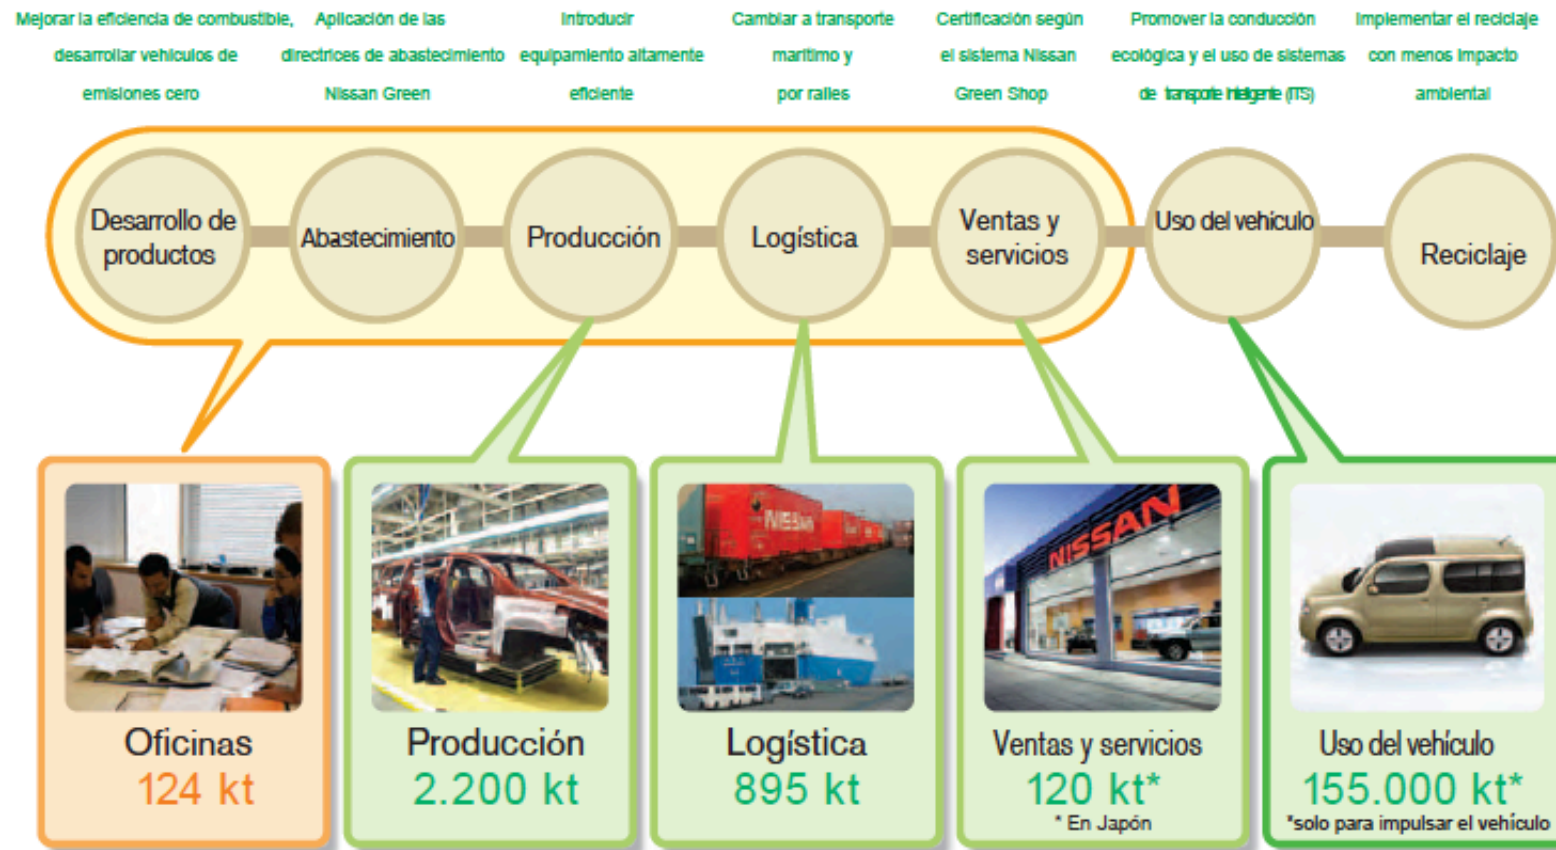 Mejorar la eficiencia de combustible,
desarrollar vehículos de
emisiones cero
Aplicación de las
directrices de abastecimiento
Nissan Green
Introducir
equipamiento altamente
eficiente
Cambiar a transporte
marítimo y
por raíles
Certificación según
el sistema Nissan
Green Shop
Promover la conducción
ecológica y el uso de sistemas
de transporte inteligente (ITS)
Implementar el reciclaje
con menos impacto
ambiental
Desarrollo de
productos
Abastecimiento
Producción
Logística
Ventas y
servicios
Uso del vehículo
Reciclaje
NISSAN
NISSAN
Oficinas
124 kt
Producción
2.200 kt
Logística
895 kt
Ventas y servicios
120 kt*
* En Japón
Uso del vehículo
155.000 kt*
*solo para impulsar el vehículo